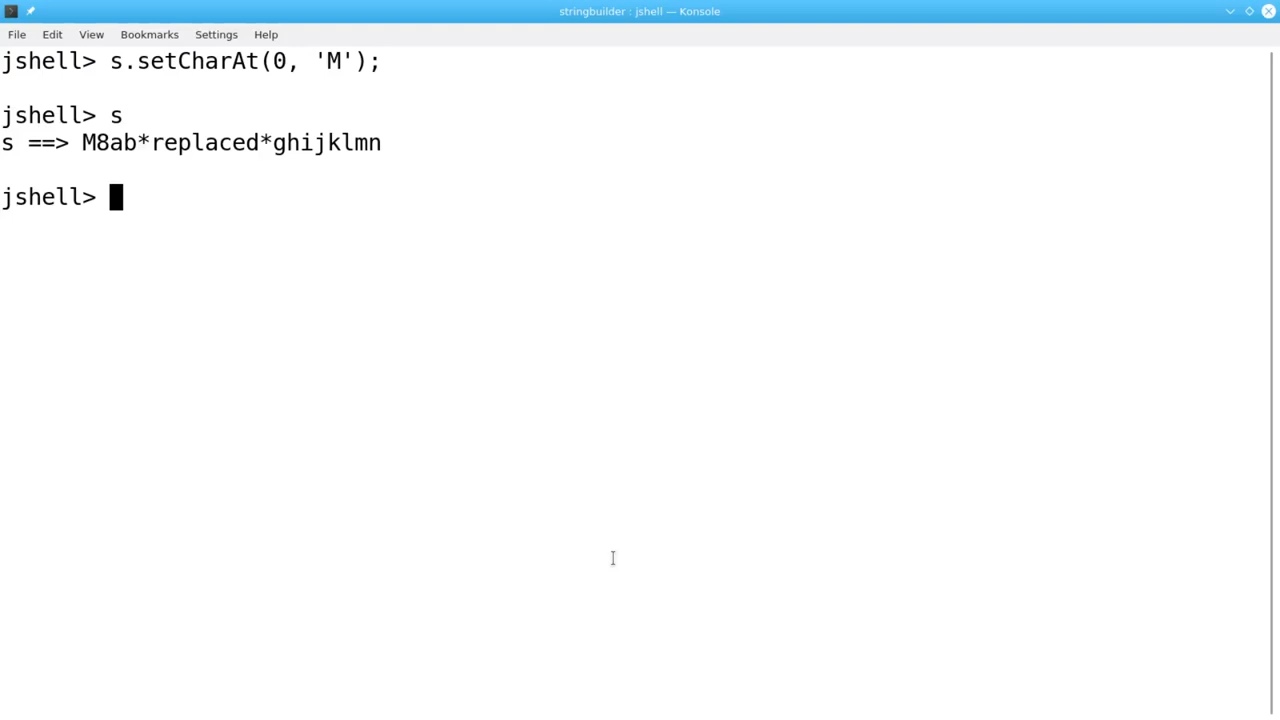 stringbuilder : jshell — Konsole
File Edit View Bookmarks Settings Help
jshell> s.setCharAt(0, 'M');
jshell> s
s ==> M8ab*replaced*ghijklmn
jshell>